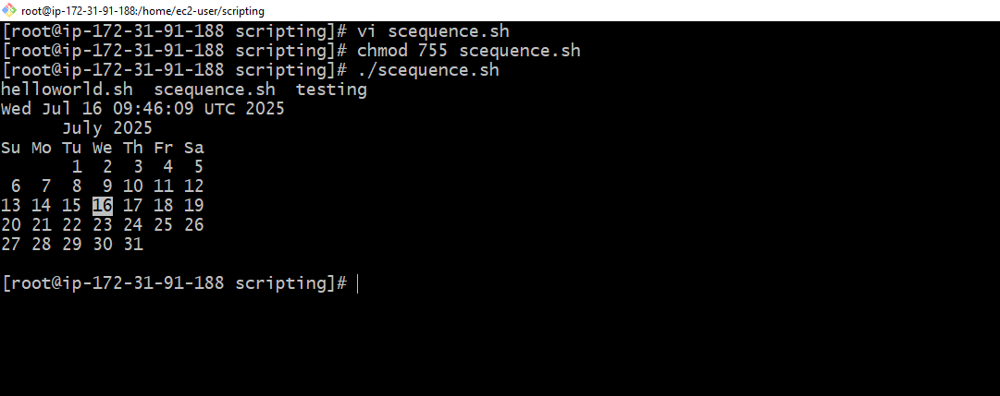 root@ip-172-31-91-188:/home/ec2-user/scripting
[root@ip-172-31-91-188 scripting]# vi scequence.sh
[root@ip-172-31-91-188 scripting]# chmod 755 scequence.sh
[root@ip-172-31-91-188 scripting]# ./scequence.sh
helloworld.sh  scequence.sh  testing
Wed Jul 16 09:46:09 UTC 2025
      July 2025
Su Mo Tu We Th Fr Sa
       1  2  3  4  5
 6  7  8  9 10 11 12
13 14 15 16 17 18 19
20 21 22 23 24 25 26
27 28 29 30 31
[root@ip-172-31-91-188 scripting]#